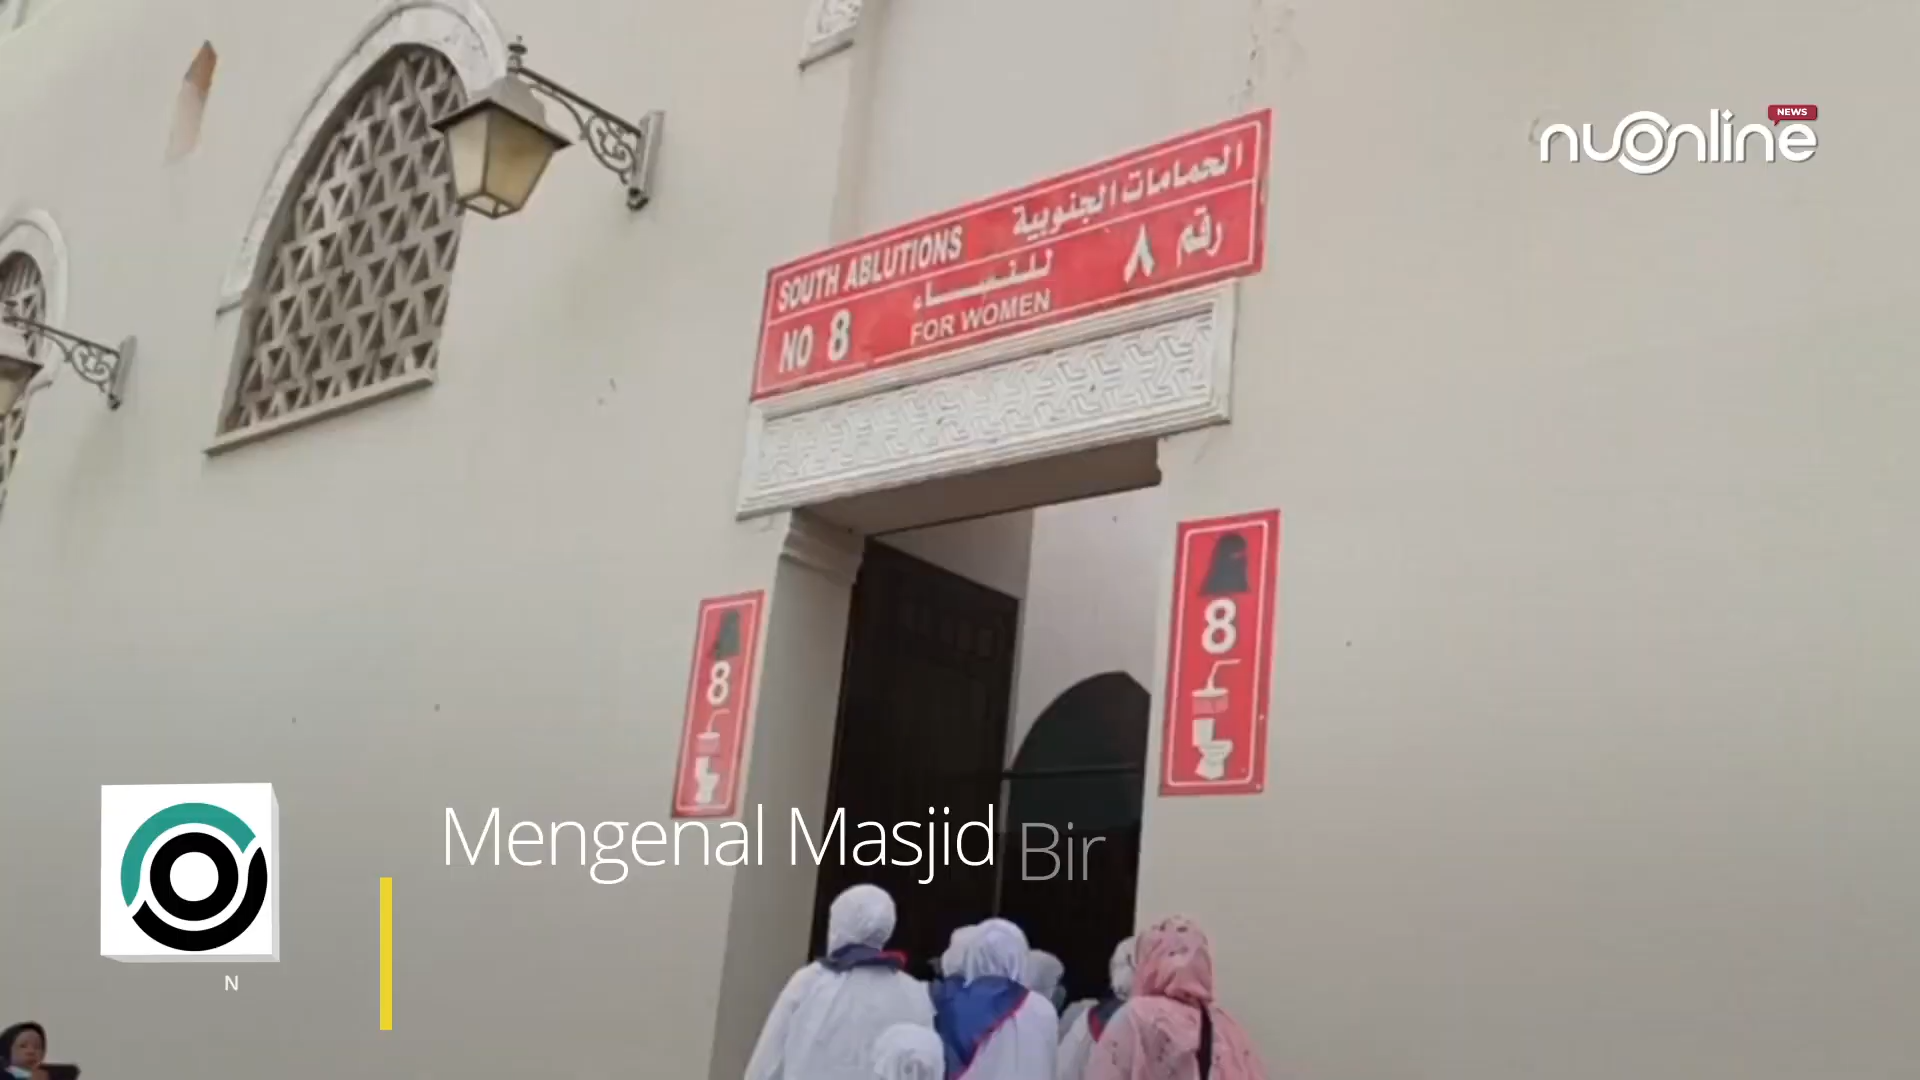 NEWS
nuonline
الحمامات الجنوبية
SOUTH ABLUTIONS
رقم ٨
للنساء
NO 8
FOR WOMEN
8
8
Mengenal Masjid Bir
N